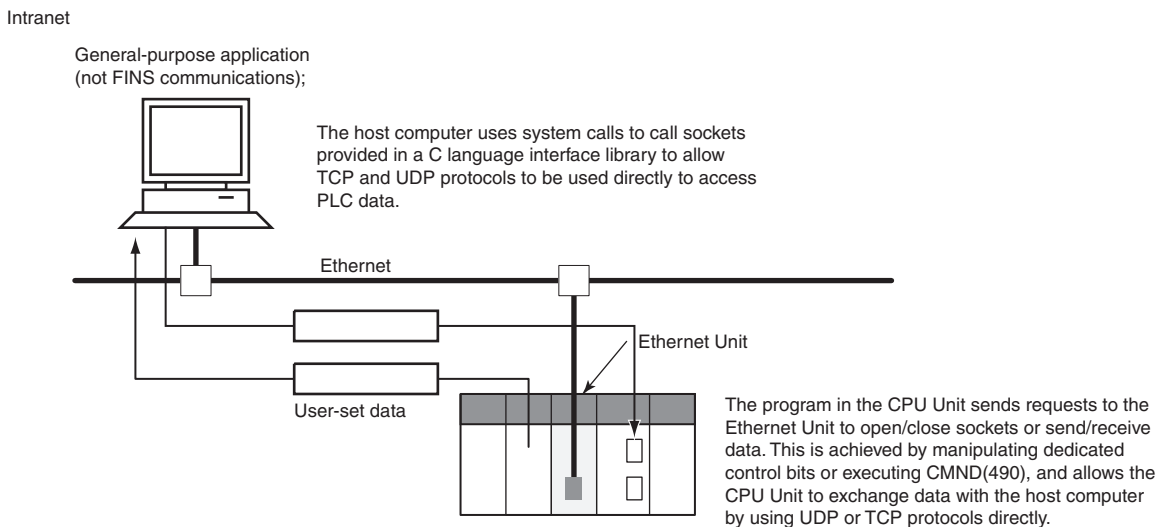 Intranet
General-purpose application
(not FINS communications);
The host computer uses system calls to call sockets
provided in a C language interface library to allow
TCP and UDP protocols to be used directly to access
PLC data.
Ethernet
Ethernet Unit
User-set data
The program in the CPU Unit sends requests to the
Ethernet Unit to open/close sockets or send/receive
data. This is achieved by manipulating dedicated
control bits or executing CMND(490), and allows the
CPU Unit to exchange data with the host computer
by using UDP or TCP protocols directly.